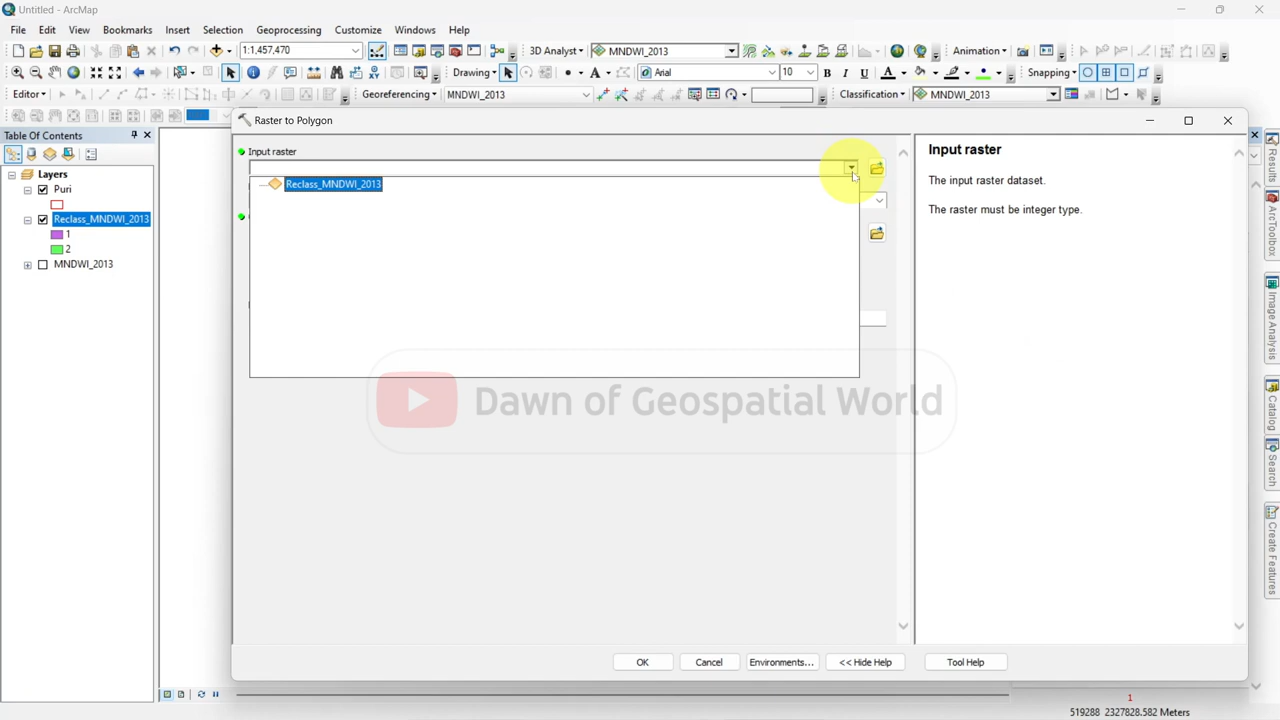 Untitled - ArcMap
File Edit View Bookmarks Insert Selection Geoprocessing Customize Windows Help
1:1,457,470 3D Analyst MNDWI_2013 Animation
Drawing Arial 10 B I U A Snapping
Editor Georeferencing MNDWI_2013 Classification MNDWI_2013
Table Of Contents
Layers
Puri
Reclass_MNDWI_2013
1
2
MNDWI_2013
Raster to Polygon
Input raster
Reclass_MNDWI_2013
Input raster
The input raster dataset.
The raster must be integer type.
Dawn of Geospatial World
OK Cancel Environments... << Hide Help Tool Help
Results
ArcToolbox
Image Analysis
Catalog
Search
Create Features
1
519288 2327828.582 Meters